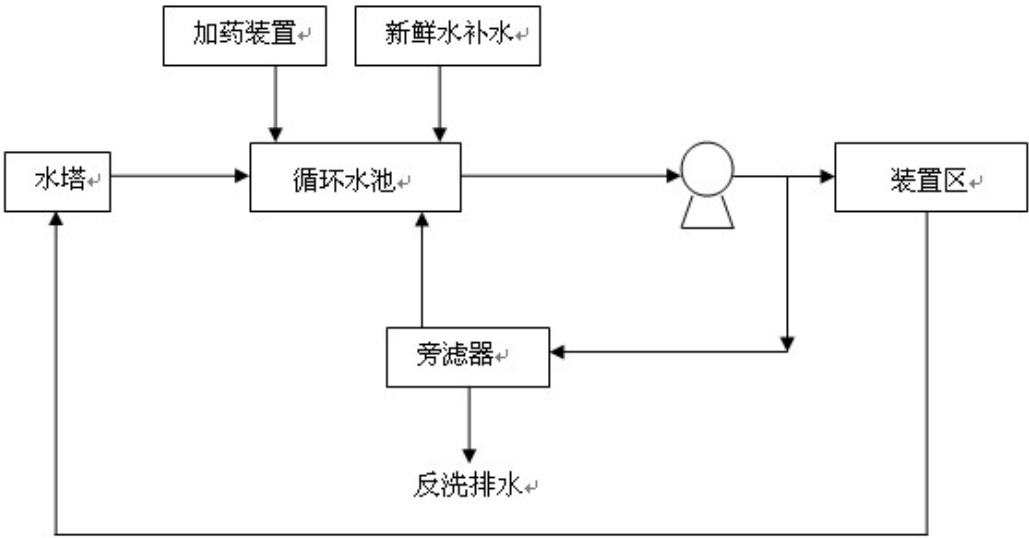 加药装置
新鲜水补水
水塔
循环水池
装置区
旁滤器
反洗排水